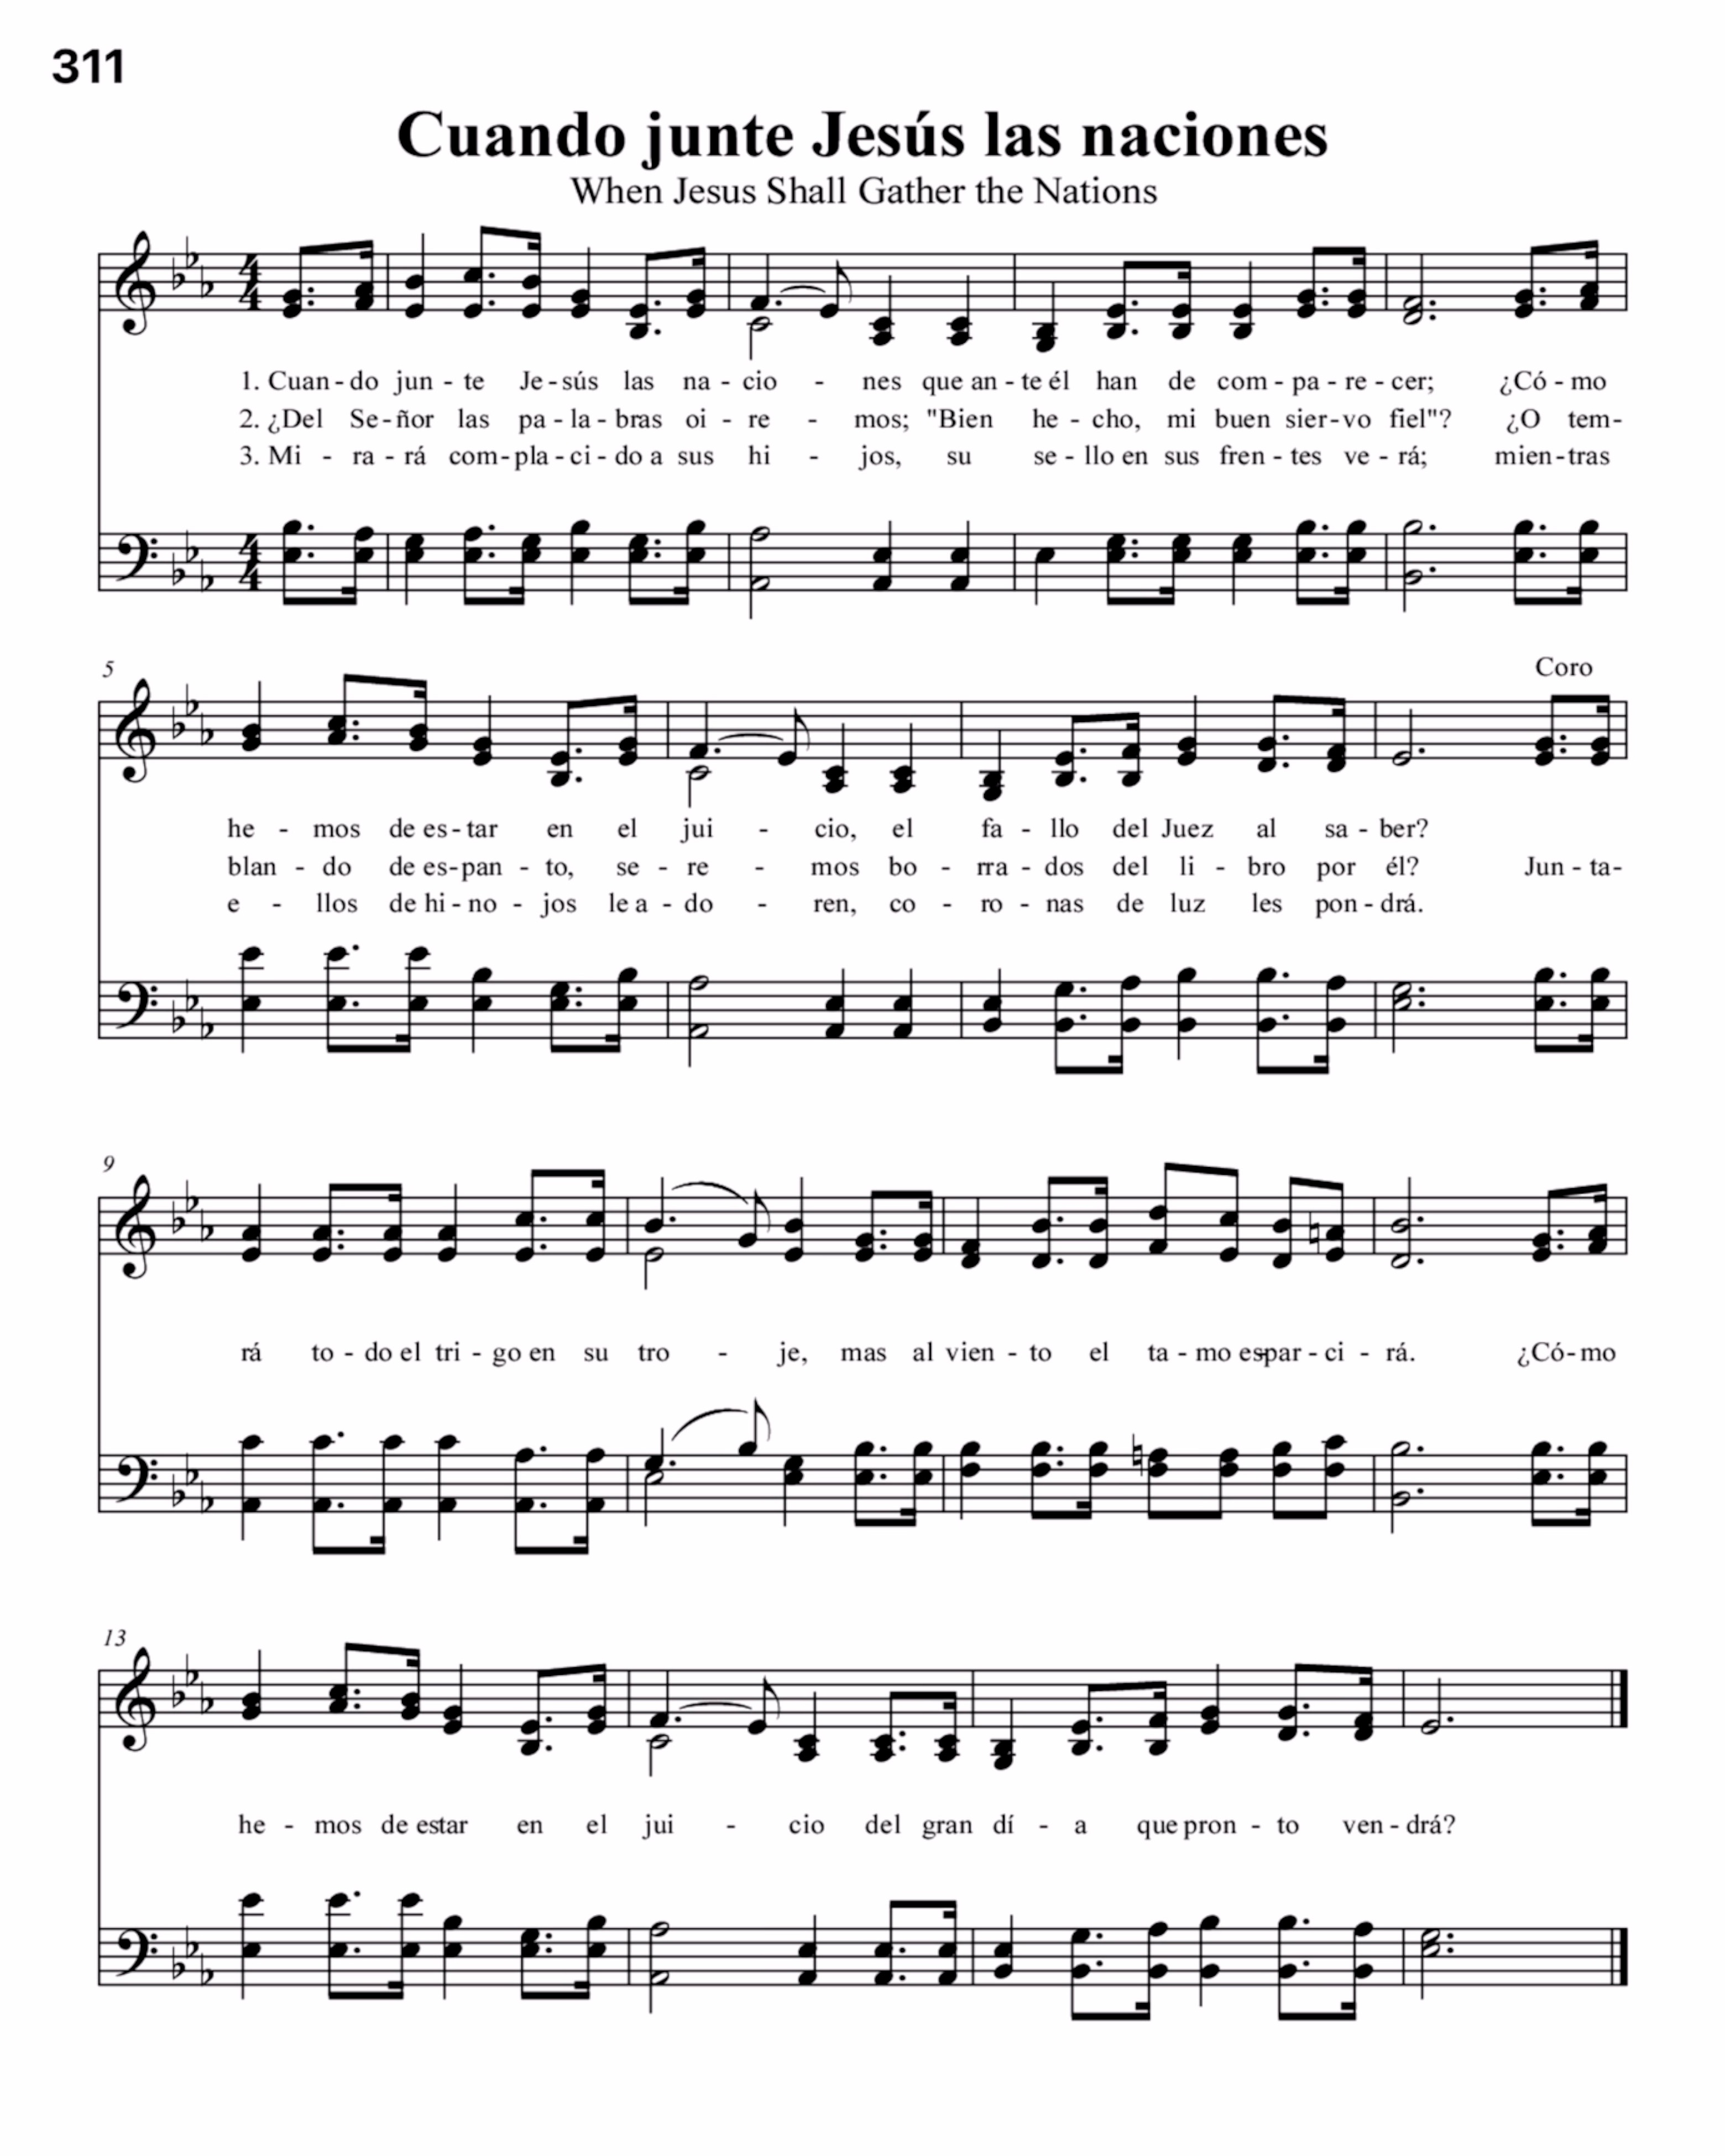 311
Cuando junte Jesús las naciones
When Jesus Shall Gather the Nations
1. Cuan - do jun - te Je - sús las na - cio - nes que an - te él han de com - pa - re - cer; ¿Có - mo
2. ¿Del Se - ñor las pa - la - bras oi - re - mos; "Bien he - cho, mi buen sier - vo fiel"? ¿O tem-
3. Mi - ra - rá com - pla - ci - do a sus hi - jos, su se - llo en sus fren - tes ve - rá; mien - tras
5
Coro
he - mos de es - tar en el jui - cio, el fa - llo del Juez al sa - ber?
blan - do de es - pan - to, se - re - mos bo - rra - dos del li - bro por él? Jun - ta-
e - llos de hi - no - jos le a - do - ren, co - ro - nas de luz les pon - drá.
9
rá to - do el tri - go en su tro - je, mas al vien - to el ta - mo es-par - ci - rá. ¿Có - mo
13
he - mos de estar en el jui - cio del gran dí - a que pron - to ven - drá?